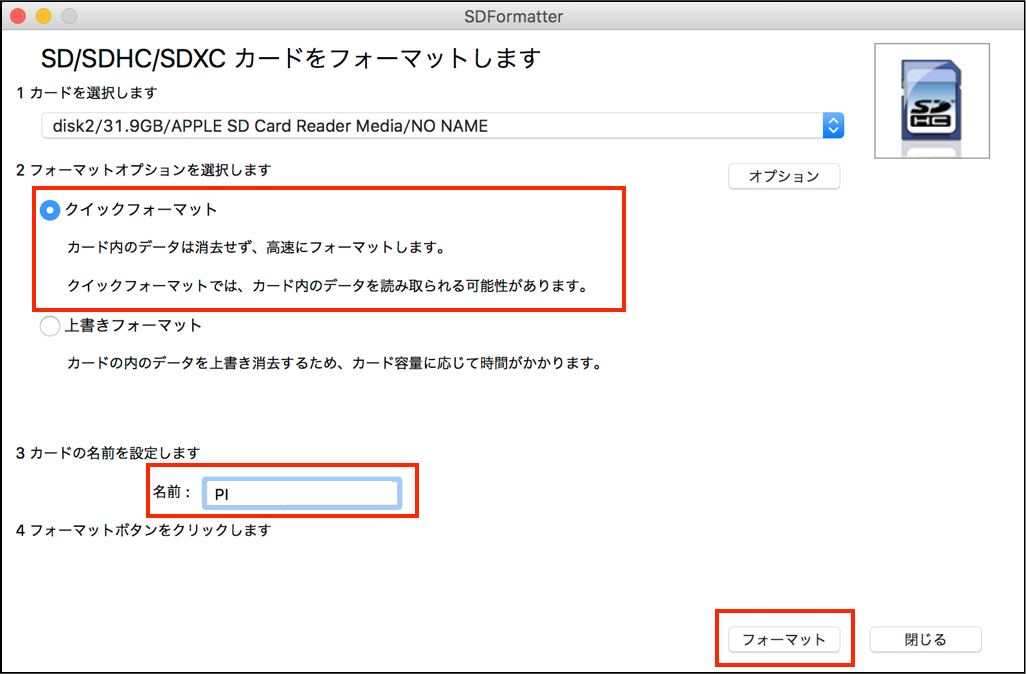 SDFormatter
SD/SDHC/SDXC カードをフォーマットします
1 カードを選択します
disk2/31.9GB/APPLE SD Card Reader Media/NO NAME
2 フォーマットオプションを選択します
オプション
クイックフォーマット
カード内のデータは消去せず、高速にフォーマットします。
クイックフォーマットでは、カード内のデータを読み取られる可能性があります。
上書きフォーマット
カードの内のデータを上書き消去するため、カード容量に応じて時間がかかります。
3 カードの名前を設定します
名前： PI
4 フォーマットボタンをクリックします
フォーマット 閉じる
SD
HC